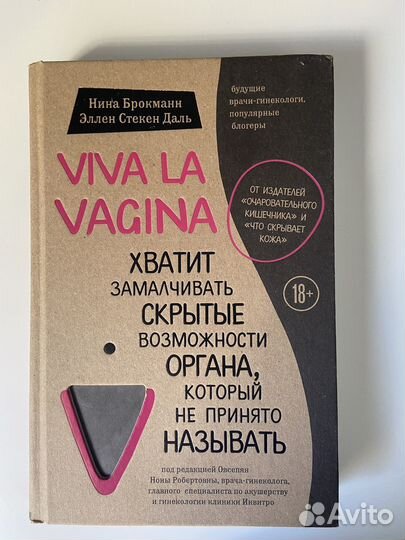 Нина Брокманн
Эллен Стекен Даль
будущие
врачи-гинекологи,
популярные
блогеры
VIVA LA
VAGINA
ОТ ИЗДАТЕЛЕЙ
«ОЧАРОВАТЕЛЬНОГО
КИШЕЧНИКА» И
«ЧТО СКРЫВАЕТ
КОЖА»
18+
ХВАТИТ
ЗАМАЛЧИВАТЬ
СКРЫТЫЕ
ВОЗМОЖНОСТИ
ОРГАНА,
КОТОРЫЙ
НЕ ПРИНЯТО
НАЗЫВАТЬ
под редакцией Овсепян
Ноны Робертовны, врача-гинеколога,
главного специалиста по акушерству
и гинекологии клиники Инвитро
Avito